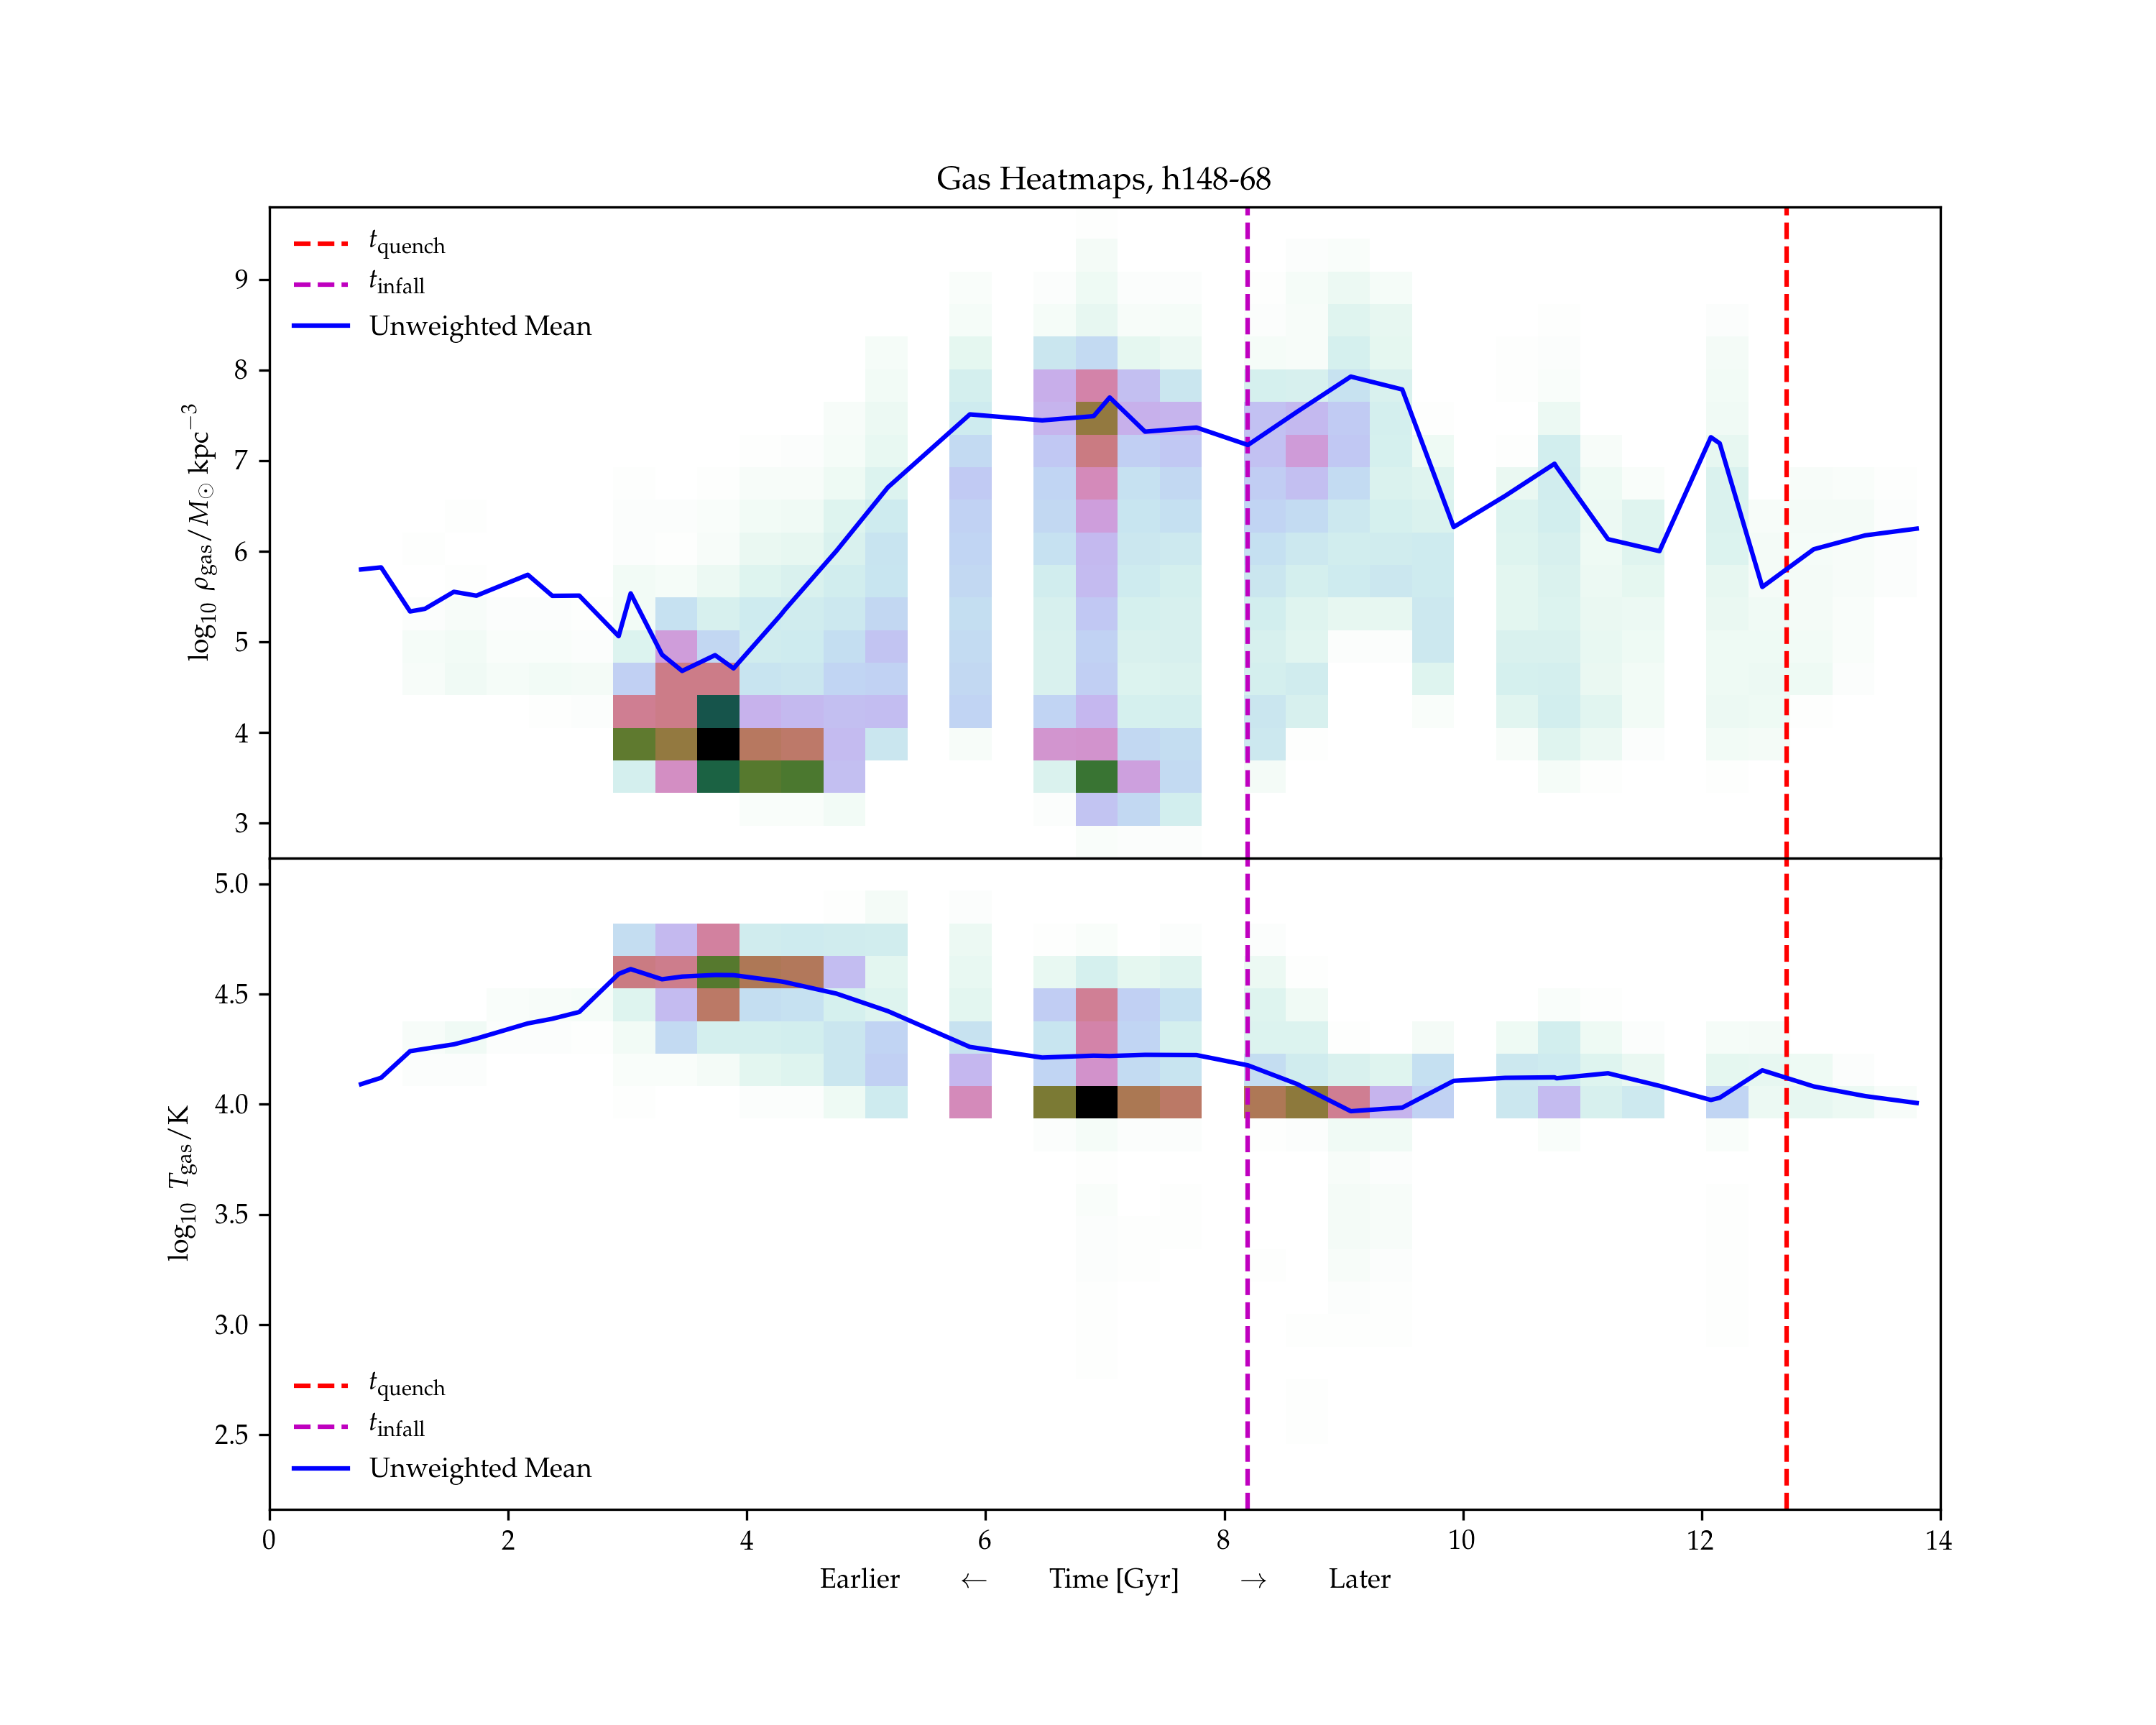 Gas Heatmaps, h148-68
t_quench
t_infall
Unweighted Mean
log₁₀ ρ_gas/M_⊙ kpc⁻³
9
8
7
6
5
4
3
log₁₀ T_gas/K
5.0
4.5
4.0
3.5
3.0
2.5
t_quench
t_infall
Unweighted Mean
0 2 4 6 8 10 12 14
Earlier ← Time [Gyr] → Later